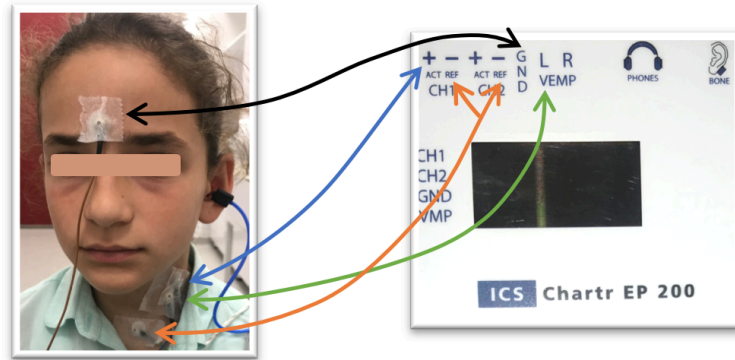 + - + - G L R
ACT REF ACT REF N VEMP PHONES BONE
CH1 CH2 D
CH1
CH2
GND
VMP
ICS Chartr EP 200